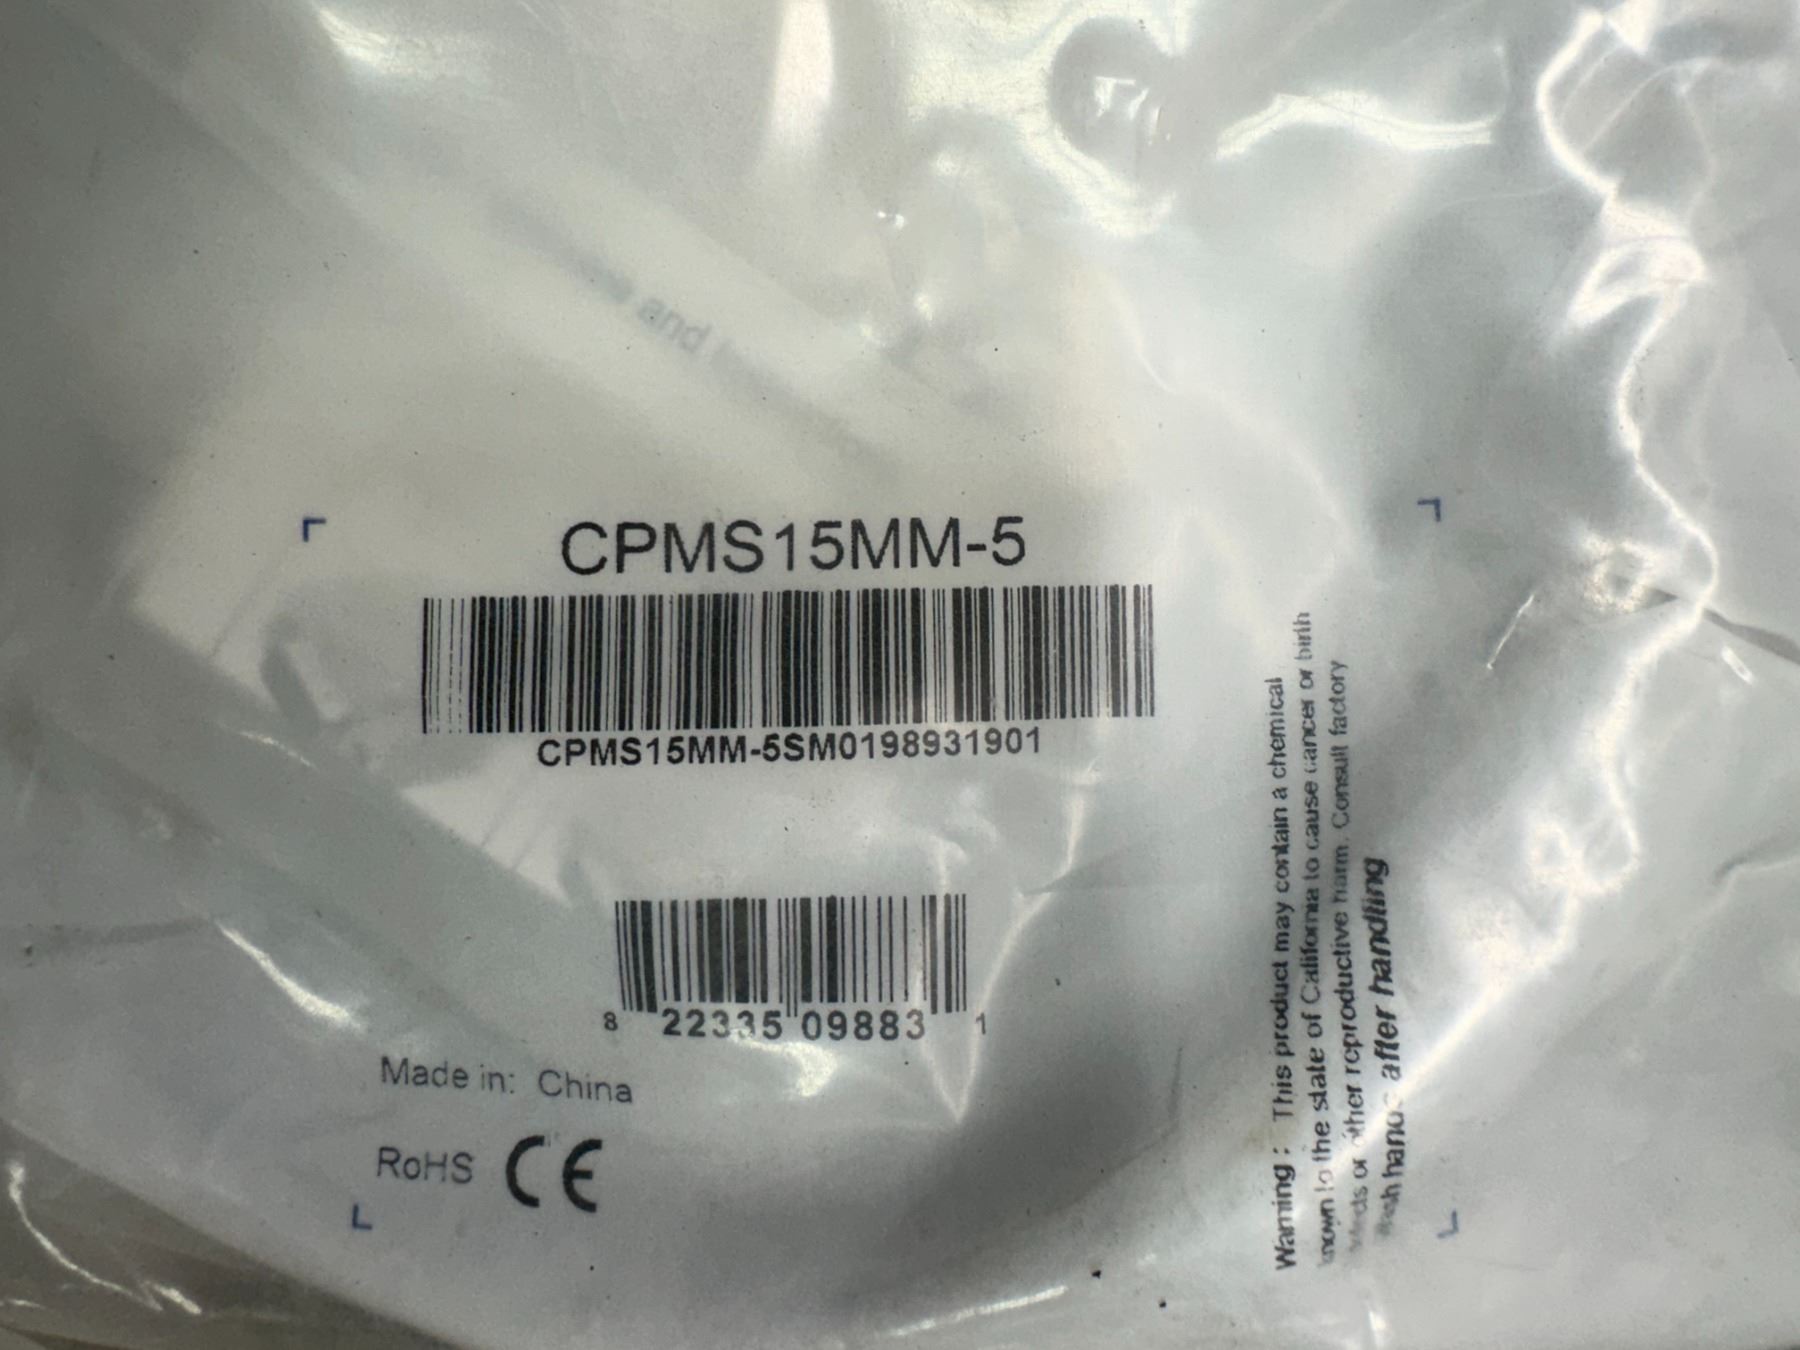 and
CPMS15MM-5
CPMS15MM-5SM0198931901
8 22335 09883 1
Made in: China
RoHS CE
Warning : This product may contain a chemical
known to the state of California to cause cancer or birth
or other reproductive harm. Consult factory
after handling